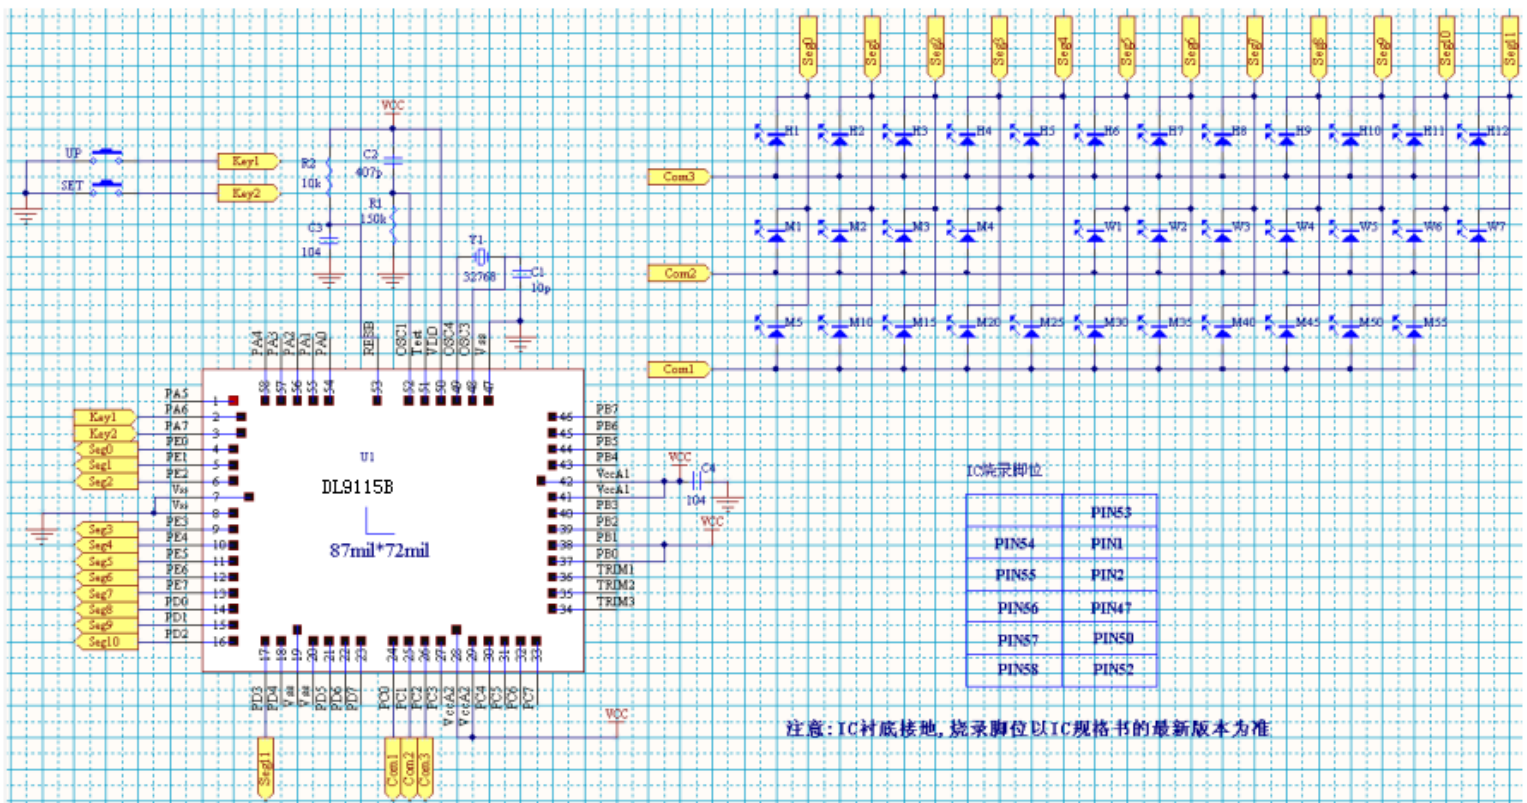 Seg0 Seg1 Seg2 Seg3 Seg4 Seg5 Seg6 Seg7 Seg8 Seg9 Seg10 Seg11
H1 H2 H3 H4 H5 H6 H7 H8 H9 H10 H11 H12
Com3
M1 M2 M3 M4 W1 W2 W3 W4 W5 W6 W7
Com2
M5 M10 M15 M20 M25 M30 M35 M40 M45 M50 M55
Com1
UP
Key1
SET
Key2
VCC
R2
10k
C2
407p
R1
150k
C3
104
Y1
32768
C1
10p
PA4 PA3 PA2 PA1 PA0 RESB OSC1 Test VLD OSC4 OSC3 Vss
58 57 56 55 54 53 52 51 50 49 48 47
PA5 1
Key1 PA6 2
Key2 PA7 3
Seg0 PE0 4
Seg1 PE1 5
Seg2 PE2 6
Vss 7
Vss 8
Seg3 PE3 9
Seg4 PE4 10
Seg5 PE5 11
Seg6 PE6 12
Seg7 PE7 13
Seg8 PD0 14
Seg9 PD1 15
Seg10 PD2 16
U1
DL9115B
87mil*72mil
46 PB7
45 PB6
44 PB5
43 PB4
42 VccA1
41 VccA1
40 PB3
39 PB2
38 PB1
37 PB0
36 TRIM1
35 TRIM2
34 TRIM3
VCC
C4
104
VCC
17 18 19 20 21 22 23 24 25 26 27 28 29 30 31 32 33
PD3 PD4 Vss Vss PD5 PD6 PD7 PC0 PC1 PC2 PC3 VccA2 VccA2 PC4 PC5 PC6 PC7
Seg11 Com1 Com2 Com3
VCC
IC烧录脚位
PIN53
PIN54 PIN1
PIN55 PIN2
PIN56 PIN47
PIN57 PIN50
PIN58 PIN52
注意:IC衬底接地,烧录脚位以IC规格书的最新版本为准